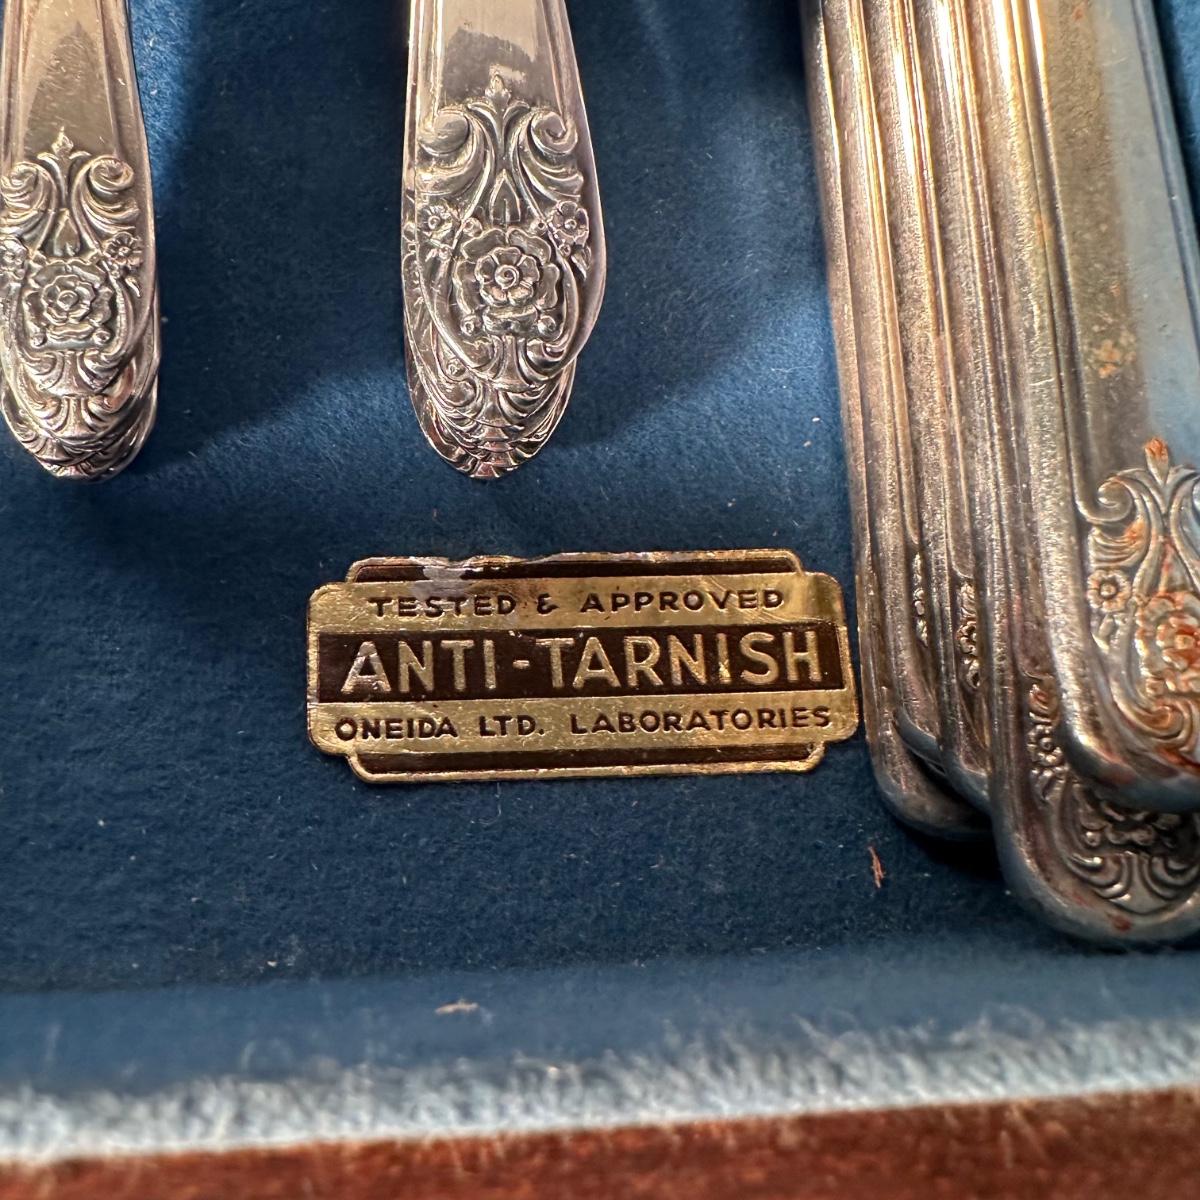 TESTED & APPROVED
ANTI-TARNISH
ONEIDA LTD. LABORATORIES